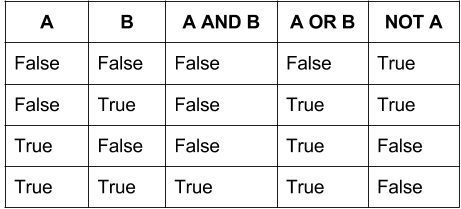 A B A AND B A OR B NOT A
False False False False True
False True False True True
True False False True False
True True True True False